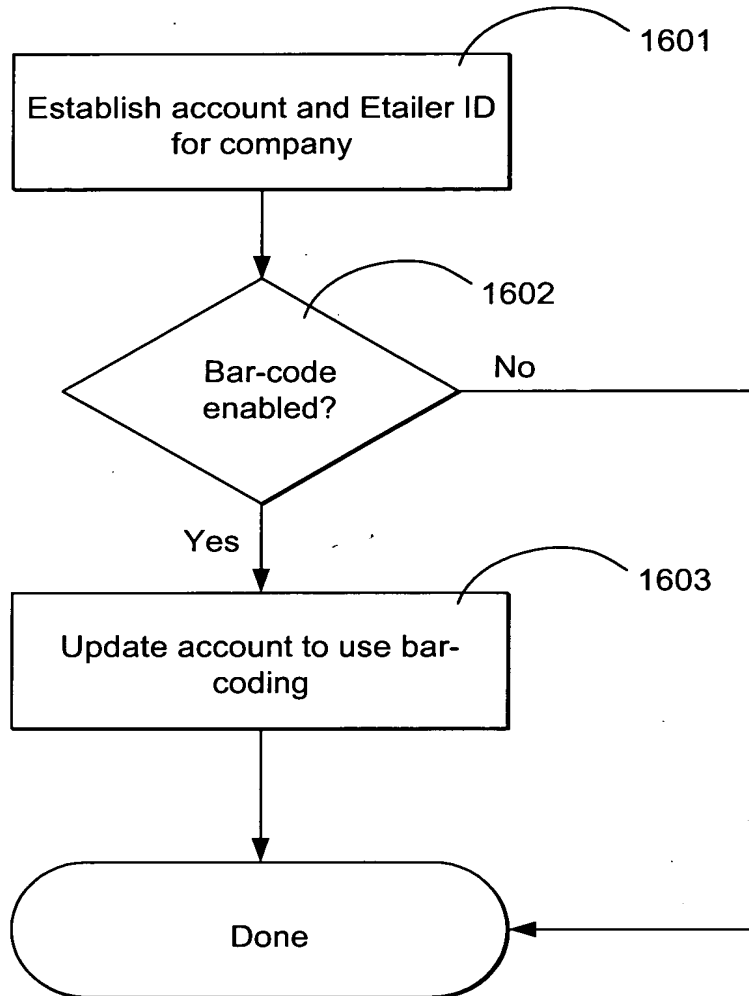 1601
Establish account and Etailer ID
for company
1602
Bar-code
enabled?
No
Yes
1603
Update account to use bar-
coding
Done